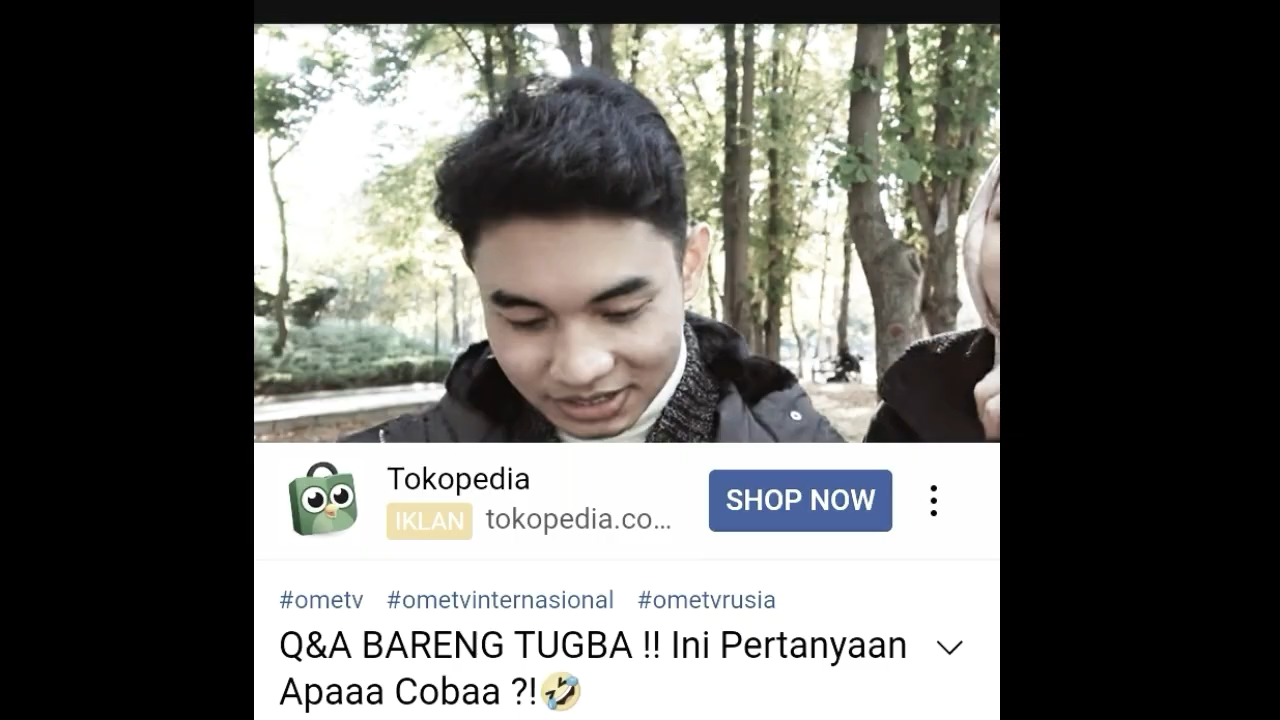 Tokopedia
IKLAN tokopedia.co...
SHOP NOW
#ometv #ometvinternasional #ometvrusia
Q&A BARENG TUGBA !! Ini Pertanyaan
Apaaa Cobaa ?!🤣